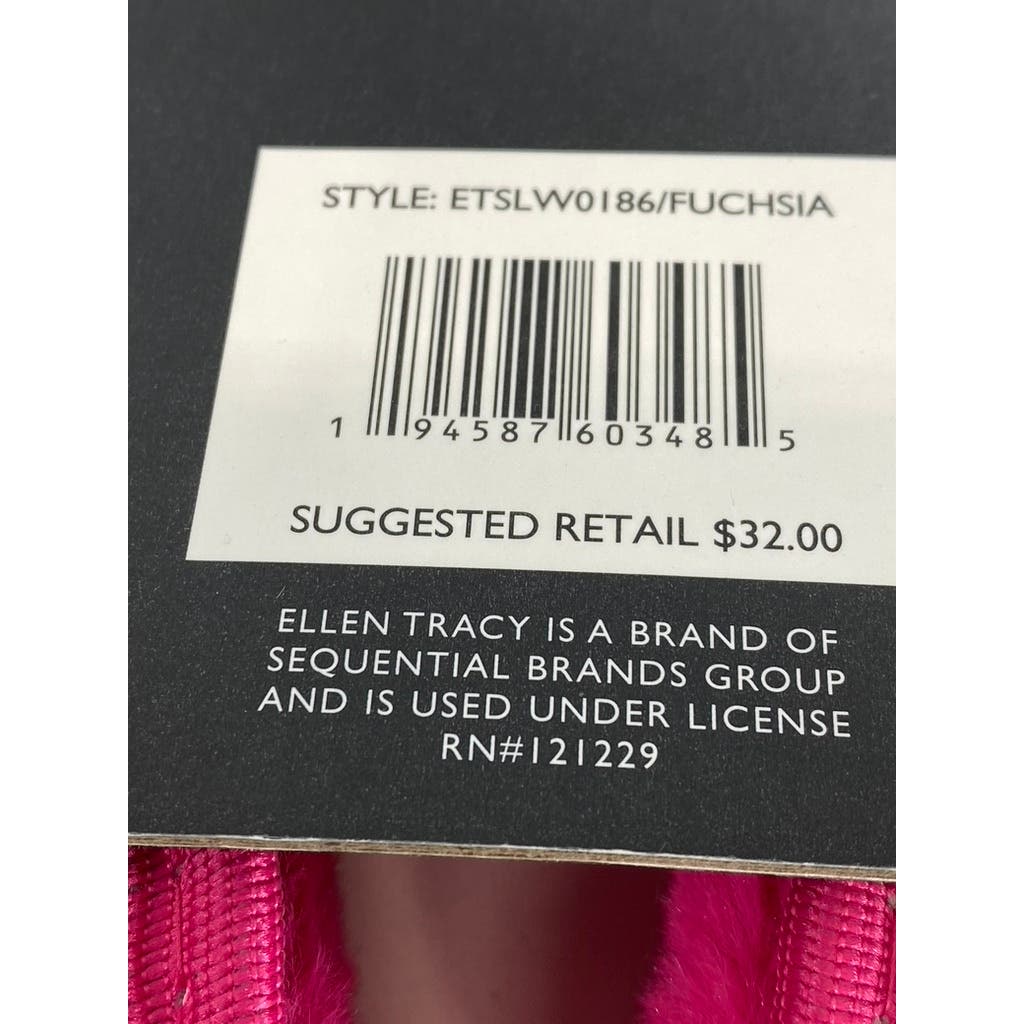 STYLE: ETSLW0186/FUCHSIA
1 94587 60348 5
SUGGESTED RETAIL $32.00
ELLEN TRACY IS A BRAND OF
SEQUENTIAL BRANDS GROUP
AND IS USED UNDER LICENSE
RN#121229